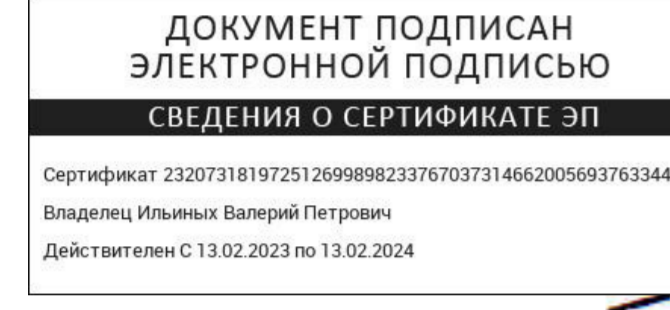 ДОКУМЕНТ ПОДПИСАН
ЭЛЕКТРОННОЙ ПОДПИСЬЮ
СВЕДЕНИЯ О СЕРТИФИКАТЕ ЭП
Сертификат 232073181972512699898233767037314662005693763344
Владелец Ильиных Валерий Петрович
Действителен С 13.02.2023 по 13.02.2024